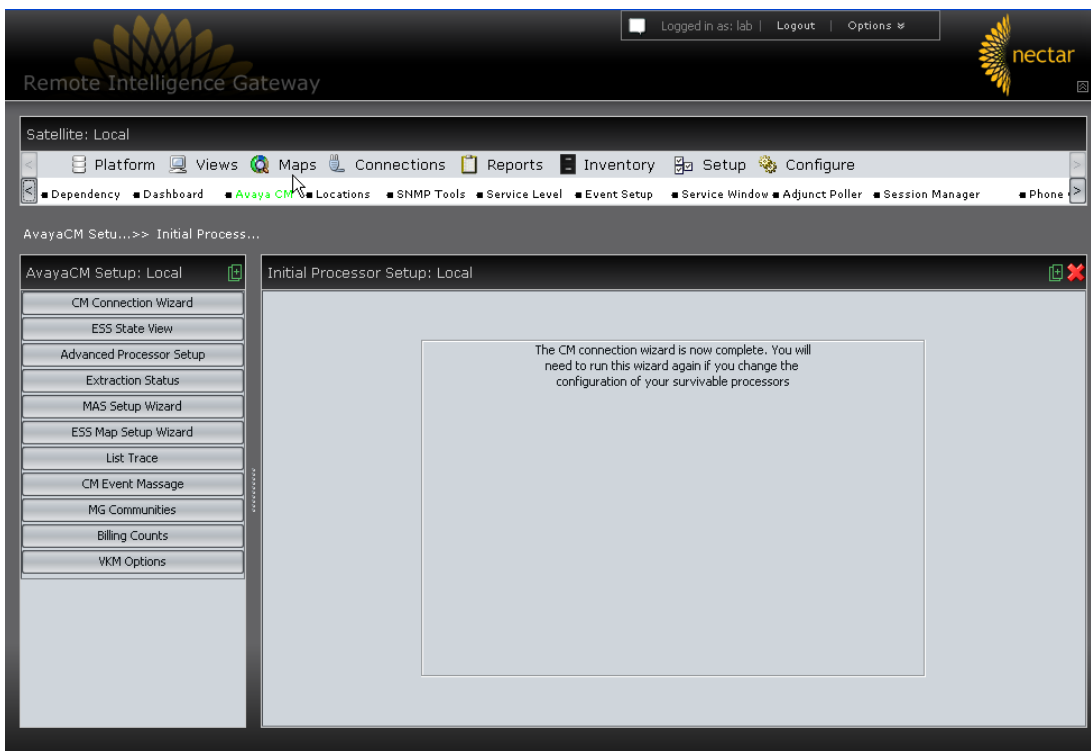 Logged in as: lab | Logout | Options
nectar
Remote Intelligence Gateway
Satellite: Local
Platform Views Maps Connections Reports Inventory Setup Configure
Dependency Dashboard Avaya CM Locations SNMP Tools Service Level Event Setup Service Window Adjunct Poller Session Manager Phone
AvayaCM Setu...>> Initial Process...
AvayaCM Setup: Local
Initial Processor Setup: Local
CM Connection Wizard
ESS State View
Advanced Processor Setup
Extraction Status
MAS Setup Wizard
ESS Map Setup Wizard
List Trace
CM Event Massage
MG Communities
Billing Counts
VKM Options
The CM connection wizard is now complete. You will
need to run this wizard again if you change the
configuration of your survivable processors